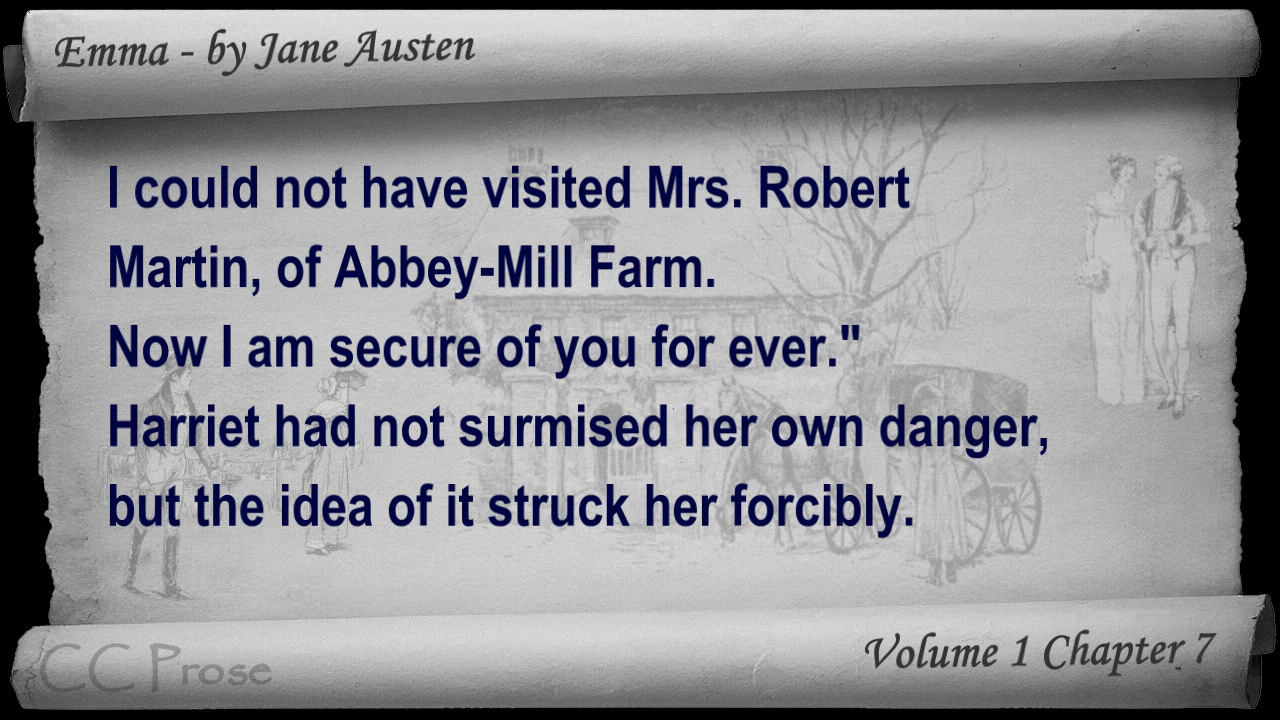 Emma - by Jane Austen
I could not have visited Mrs. Robert
Martin, of Abbey-Mill Farm.
Now I am secure of you for ever."
Harriet had not surmised her own danger,
but the idea of it struck her forcibly.
CC Prose
Volume 1 Chapter 7